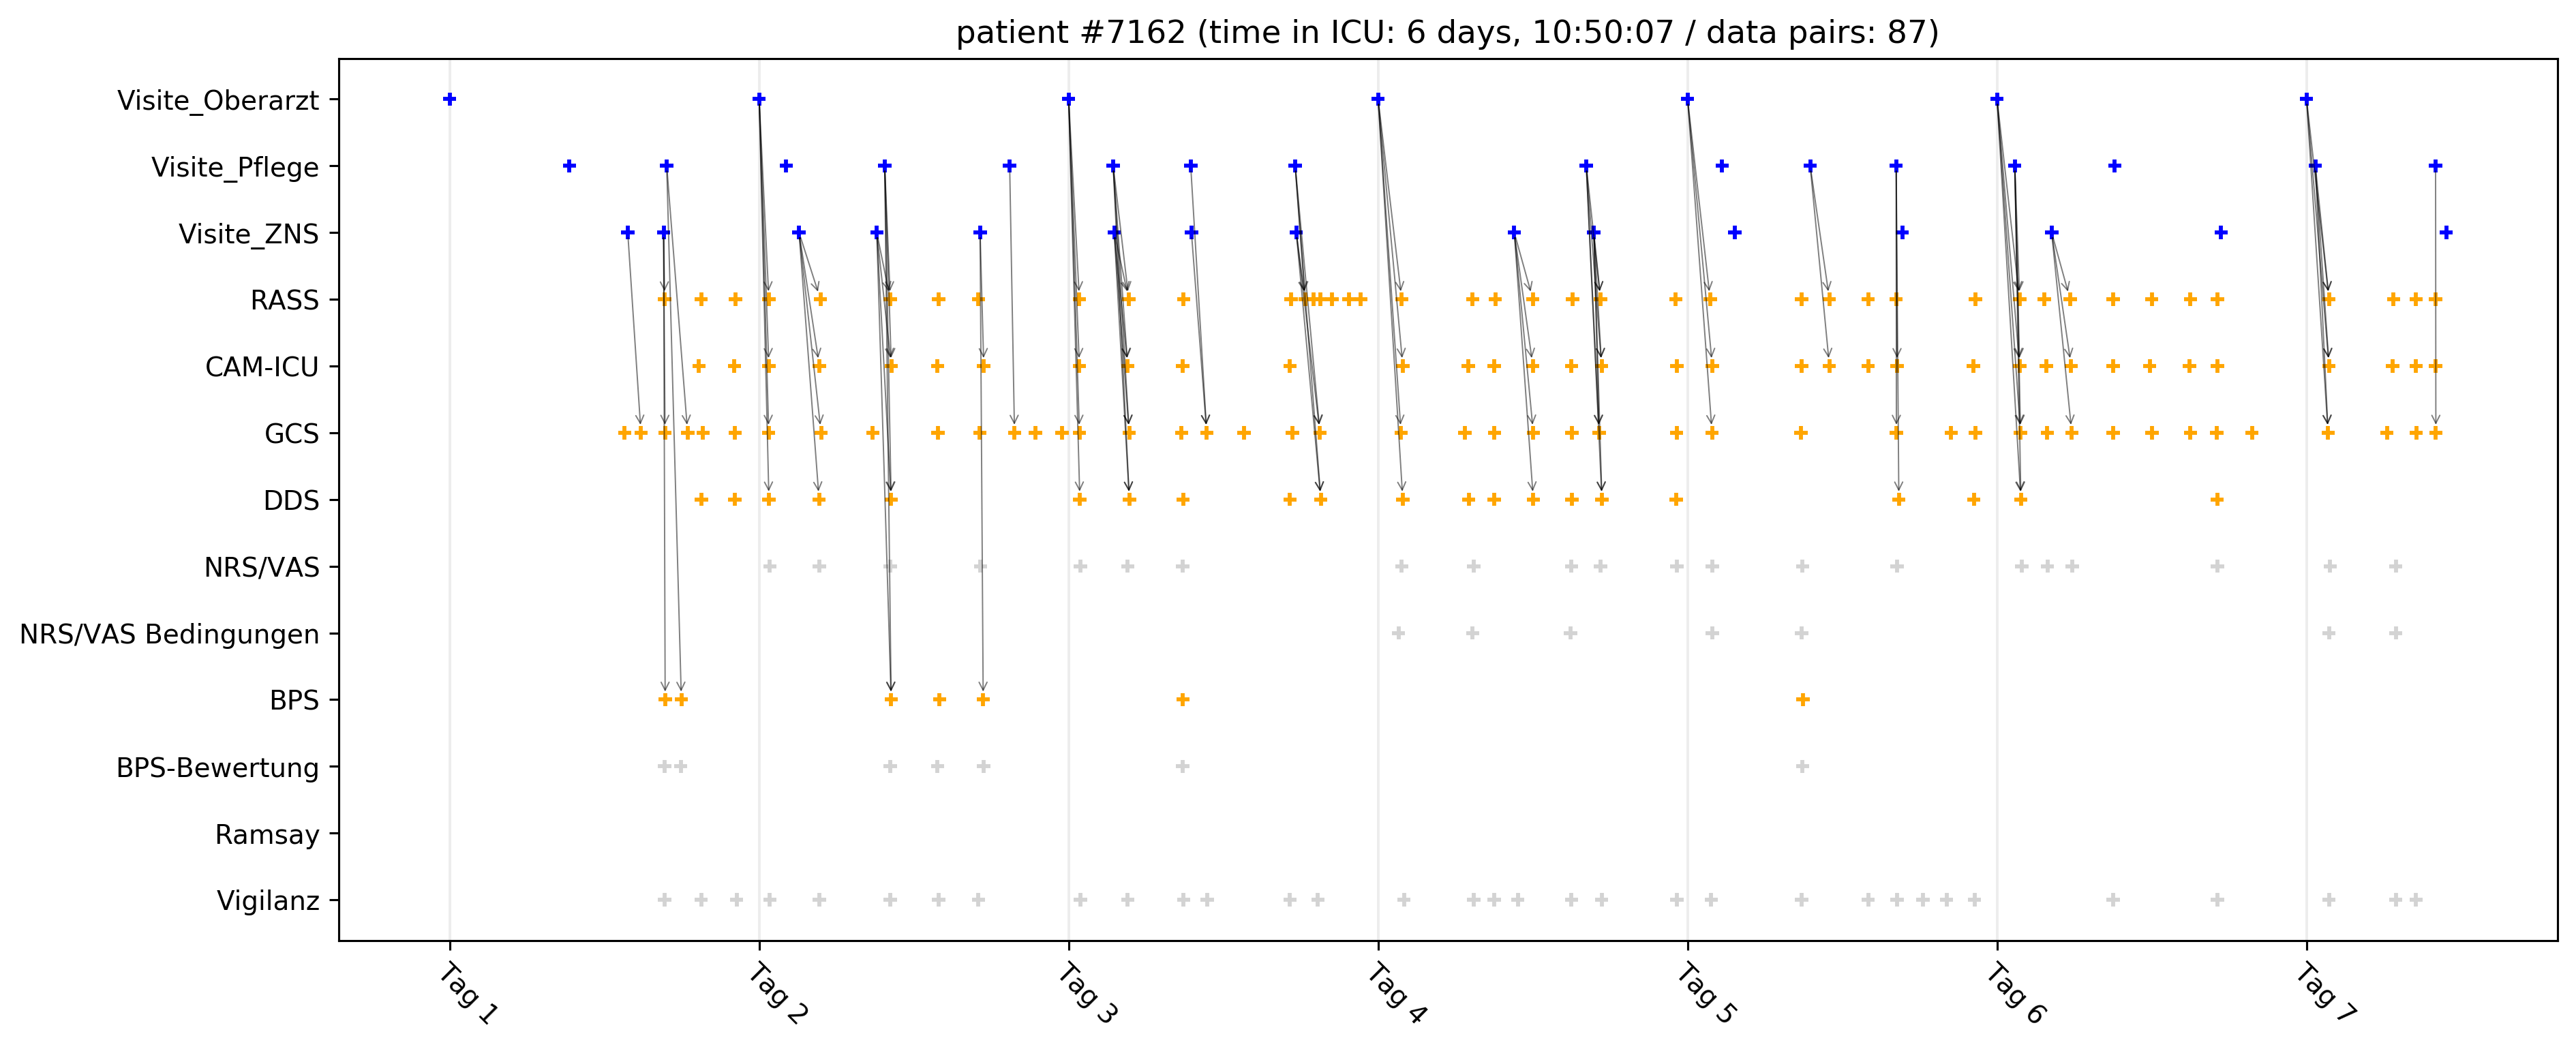 patient #7162 (time in ICU: 6 days, 10:50:07 / data pairs: 87)
Visite_Oberarzt
Visite_Pflege
Visite_ZNS
RASS
CAM-ICU
GCS
DDS
NRS/VAS
NRS/VAS Bedingungen
BPS
BPS-Bewertung
Ramsay
Vigilanz
Tag 1
Tag 2
Tag 3
Tag 4
Tag 5
Tag 6
Tag 7